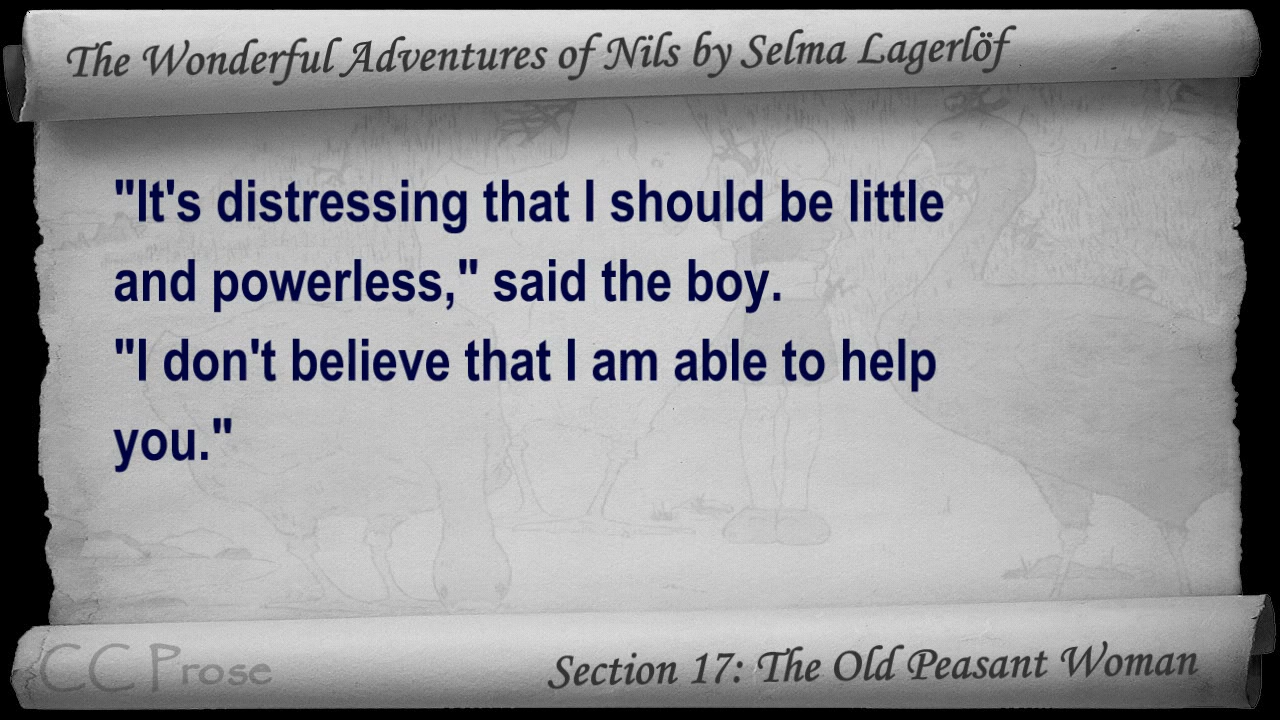 The Wonderful Adventures of Nils by Selma Lagerlöf
"It's distressing that I should be little
and powerless," said the boy.
"I don't believe that I am able to help
you."
CC Prose
Section 17: The Old Peasant Woman